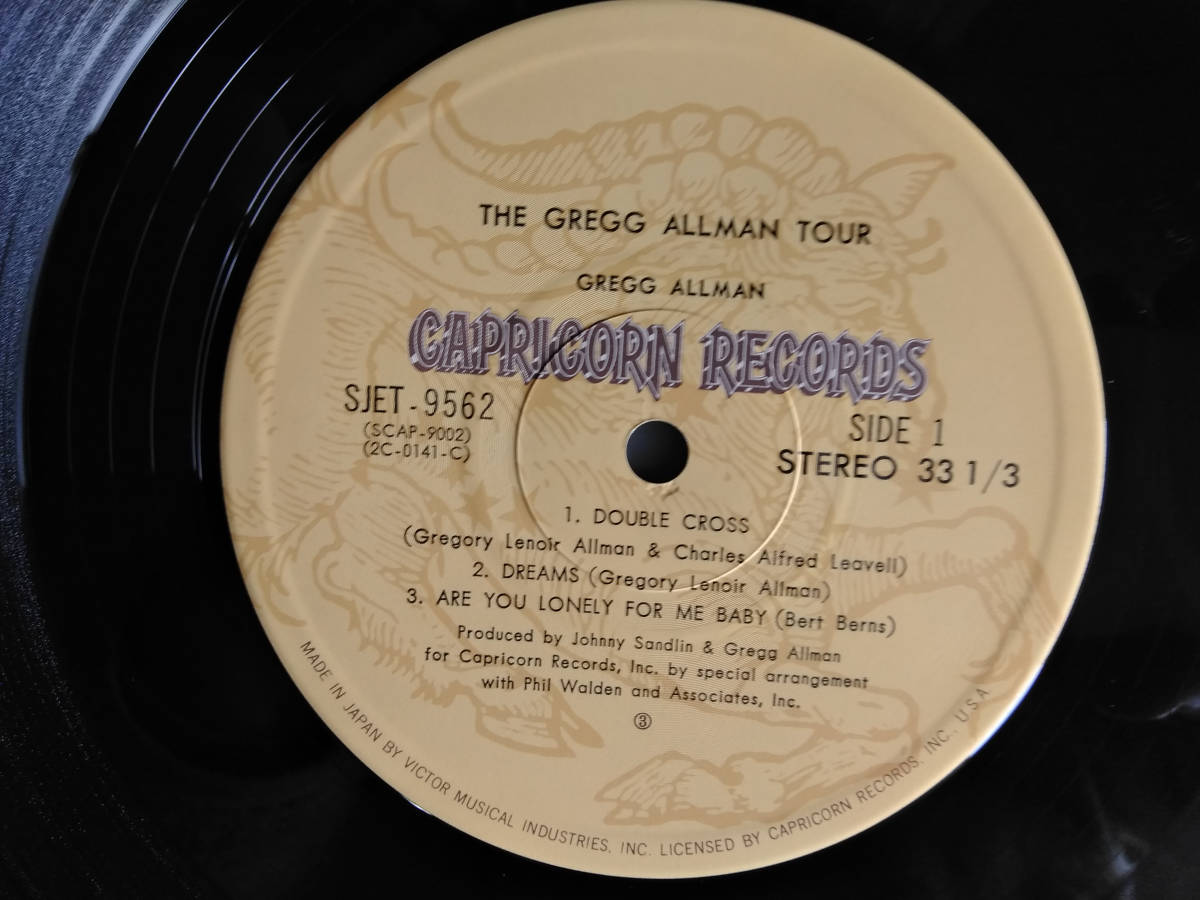 THE GREGG ALLMAN TOUR
GREGG ALLMAN
CAPRICORN RECORDS
SJET-9562
(SCAP-9002)
(2C-0141-C)
SIDE 1
STEREO 33 1/3
1. DOUBLE CROSS
(Gregory Lenoir Allman & Charles Alfred Leavell)
2. DREAMS (Gregory Lenoir Allman)
3. ARE YOU LONELY FOR ME BABY (Bert Berns)
Produced by Johnny Sandlin & Gregg Allman
for Capricorn Records, Inc. by special arrangement
with Phil Walden and Associates, Inc.
③
MADE IN JAPAN BY VICTOR MUSICAL INDUSTRIES, INC. LICENSED BY CAPRICORN RECORDS, INC., U.S.A